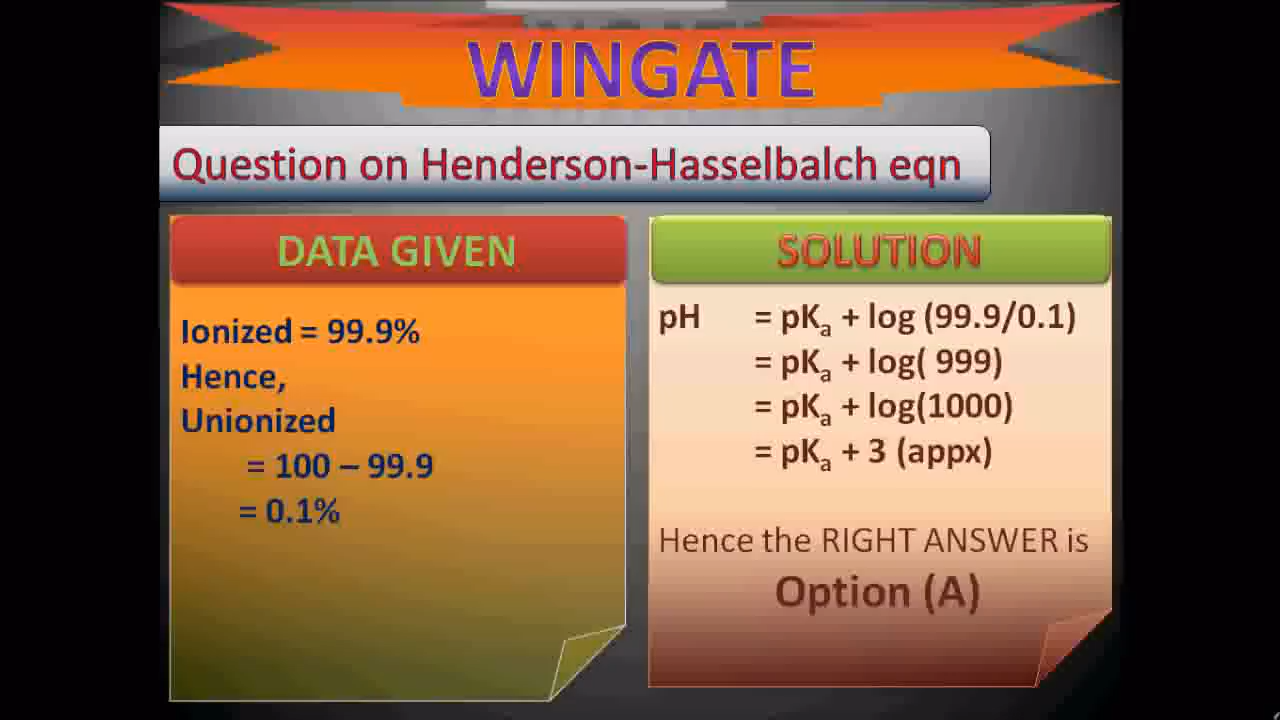 WINGATE
Question on Henderson-Hasselbalch eqn
DATA GIVEN
Ionized = 99.9%
Hence,
Unionized
= 100 – 99.9
= 0.1%
SOLUTION
pH = pKa + log (99.9/0.1)
= pKa + log( 999)
= pKa + log(1000)
= pKa + 3 (appx)
Hence the RIGHT ANSWER is
Option (A)